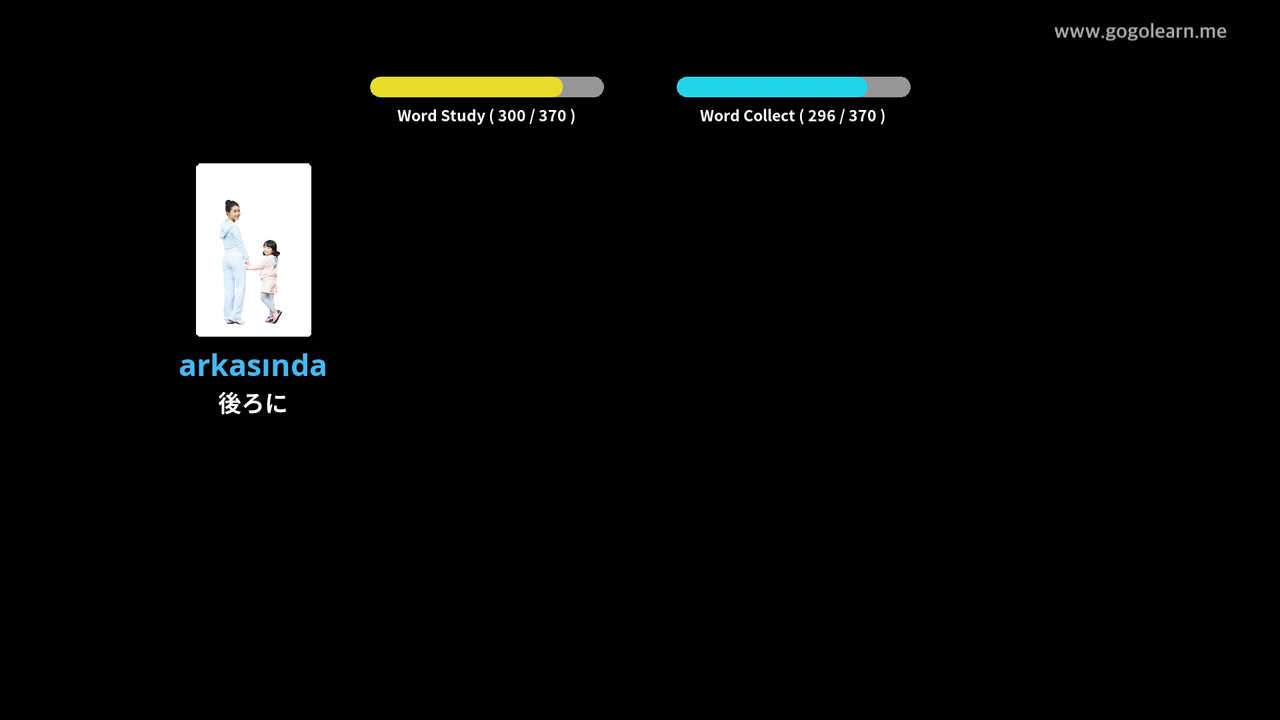 www.gogolearn.me
Word Study ( 300 / 370 )
Word Collect ( 296 / 370 )
arkasında
後ろに